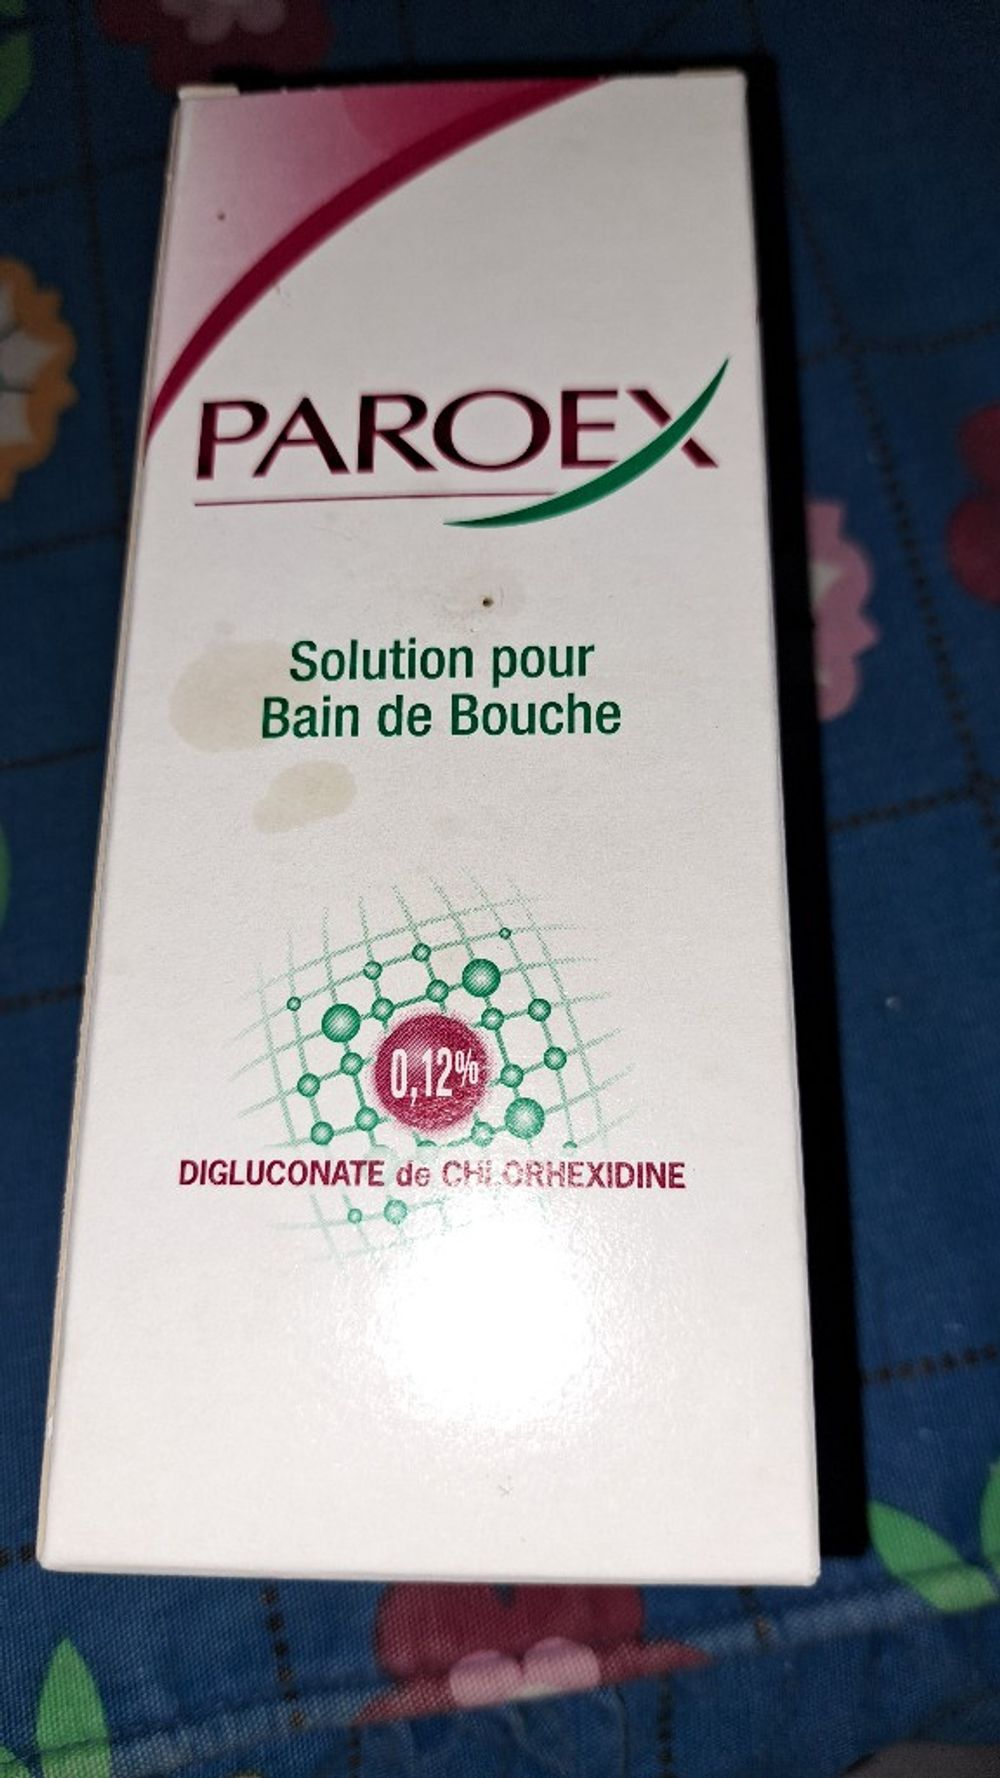 PAROEX
Solution pour
Bain de Bouche
0,12%
DIGLUCONATE de CHLORHEXIDINE